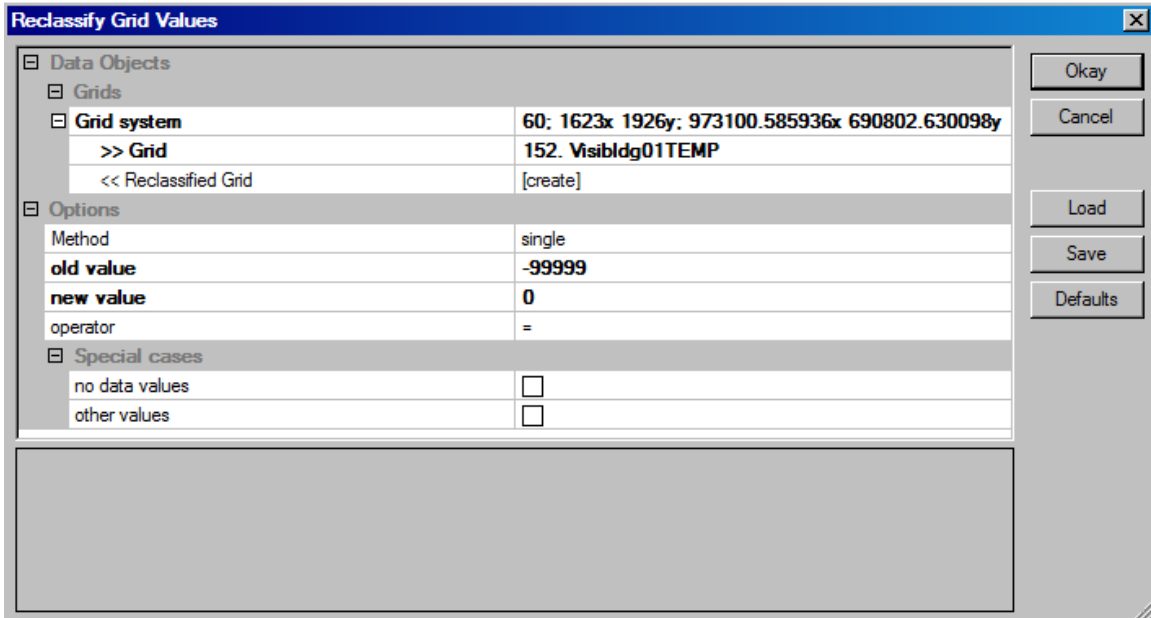 Reclassify Grid Values
Data Objects
Okay
Grids
Grid system 60; 1623x 1926y; 973100.585936x 690802.630098y
Cancel
>> Grid 152. Visibldg01TEMP
<< Reclassified Grid [create]
Options
Load
Method single
old value -99999
Save
new value 0
Defaults
operator =
Special cases
no data values
other values